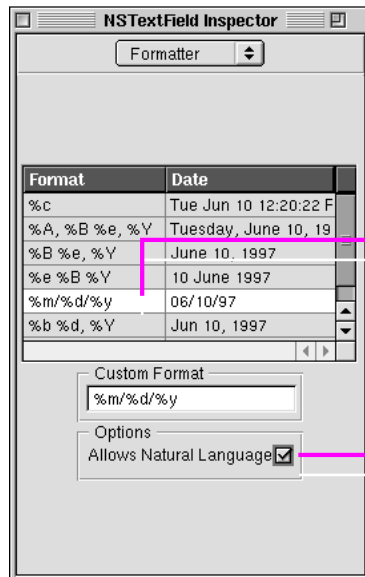 NSTextField Inspector
Formatter
Format Date
%c Tue Jun 10 12:20:22 F
%A, %B %e, %Y Tuesday, June 10, 19
%B %e, %Y June 10, 1997
%e %B %Y 10 June 1997
%m/%d/%y 06/10/97
%b %d, %Y Jun 10, 1997
Custom Format
%m/%d/%y
Options
Allows Natural Language